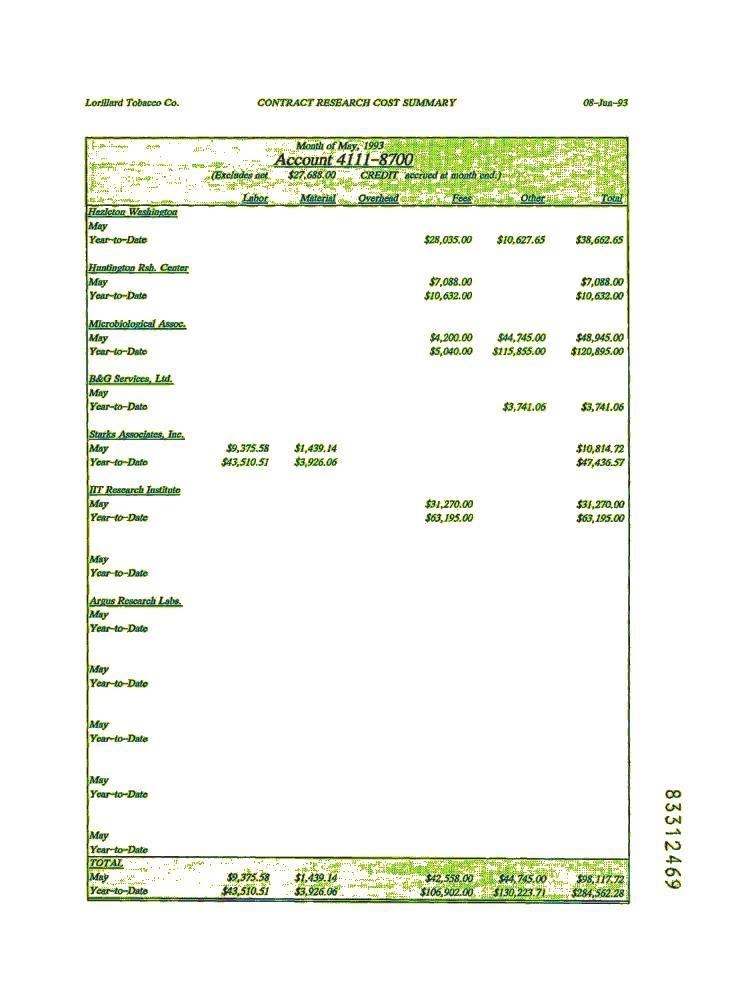 Lorillard Tobacco Co. CONTRACT RESEARCH COST SUMMARY 08-Jun-93
Month of May, 1993
Account 4111-8700
(Excludes net $27,688.00 CREDIT accrued at month end.)
Labor Material Overhead Fees Other Total
Hazleton Washington
May
Year-to-Date $28,035.00 $10,627.65 $38,662.65
Huntington Rsh. Center
May $7,088.00 $7,088.00
Year-to-Date $10,632.00 $10,632.00
Microbiological Assoc.
May $4,200.00 $44,745.00 $48,945.00
Year-to-Date $5,040.00 $115,855.00 $120,895.00
B&G Services, Ltd.
May
Year-to-Date $3,741.06 $3,741.06
Starks Associates, Inc.
May $9,375.58 $1,439.14 $10,814.72
Year-to-Date $43,510.51 $3,926.06 $47,436.57
IIT Research Institute
May $31,270.00 $31,270.00
Year-to-Date $63,195.00 $63,195.00
May
Year-to-Date
Argus Research Labs.
May
Year-to-Date
May
Year-to-Date
May
Year-to-Date
May
Year-to-Date
May
Year-to-Date
TOTAL
May $9,375.58 $1,439.14 $42,558.00 $44,745.00 $98,117.72
Year-to-Date $43,510.51 $3,926.06 $106,902.00 $130,223.71 $284,562.28
83312469